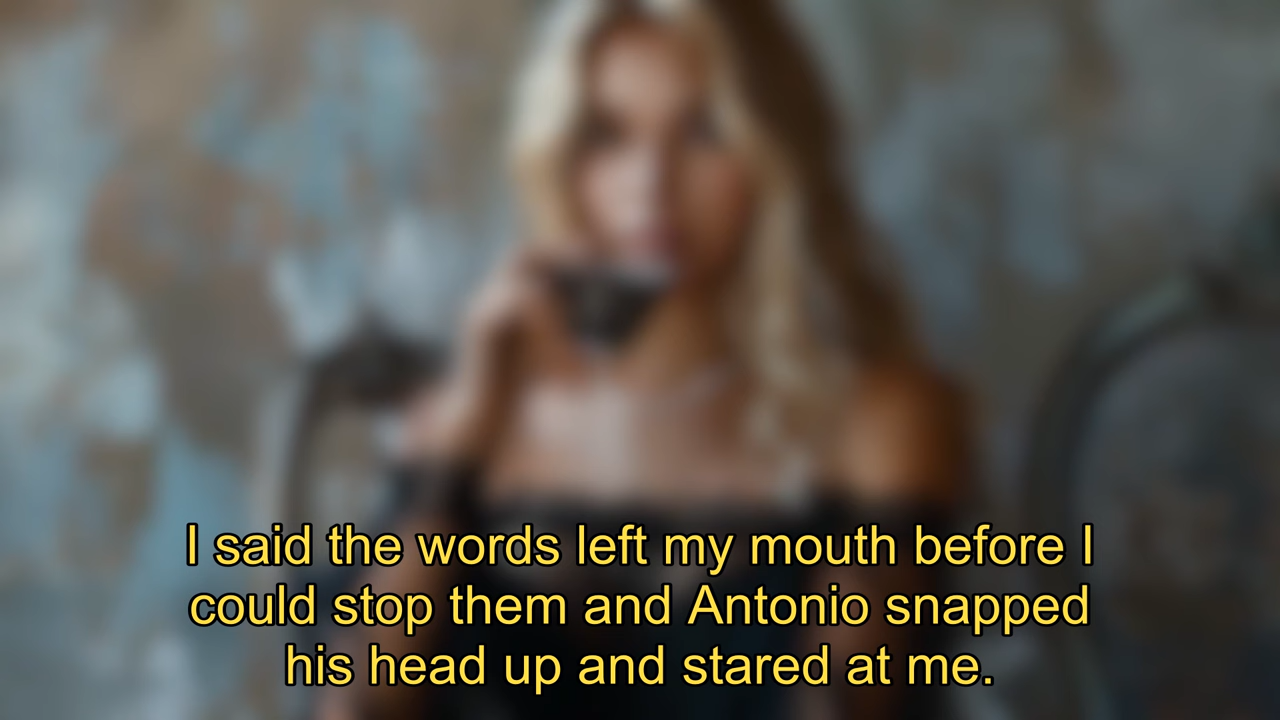 I said the words left my mouth before I
could stop them and Antonio snapped
his head up and stared at me.